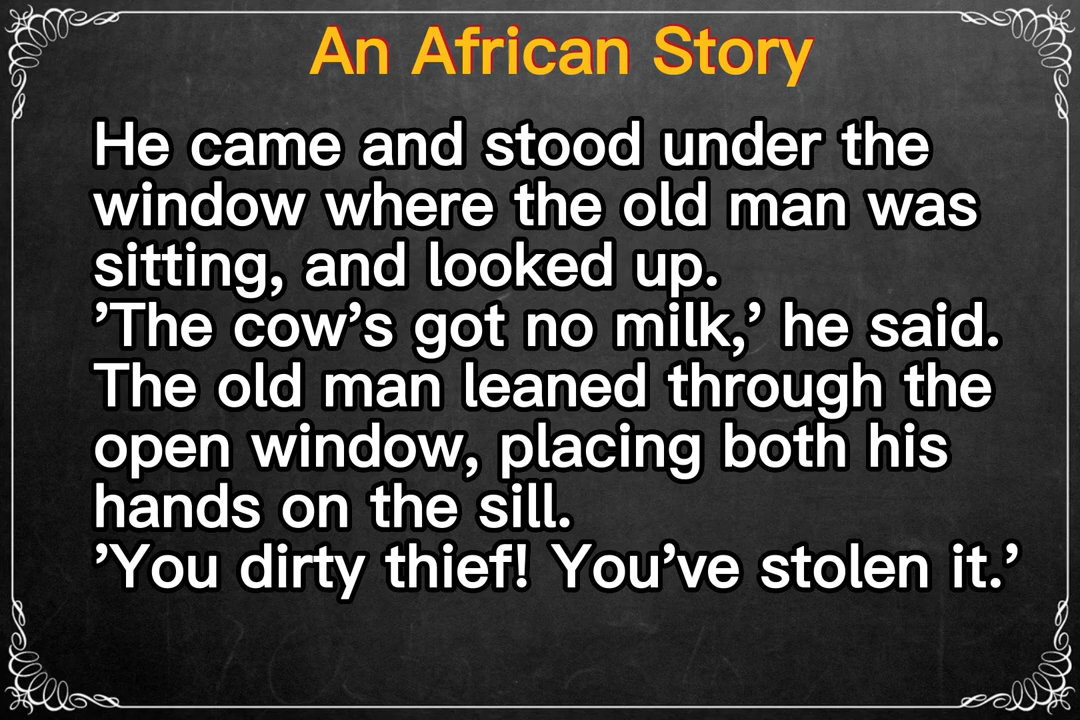 An African Story
He came and stood under the
window where the old man was
sitting, and looked up.
’The cow’s got no milk,’ he said.
The old man leaned through the
open window, placing both his
hands on the sill.
’You dirty thief! You’ve stolen it.’